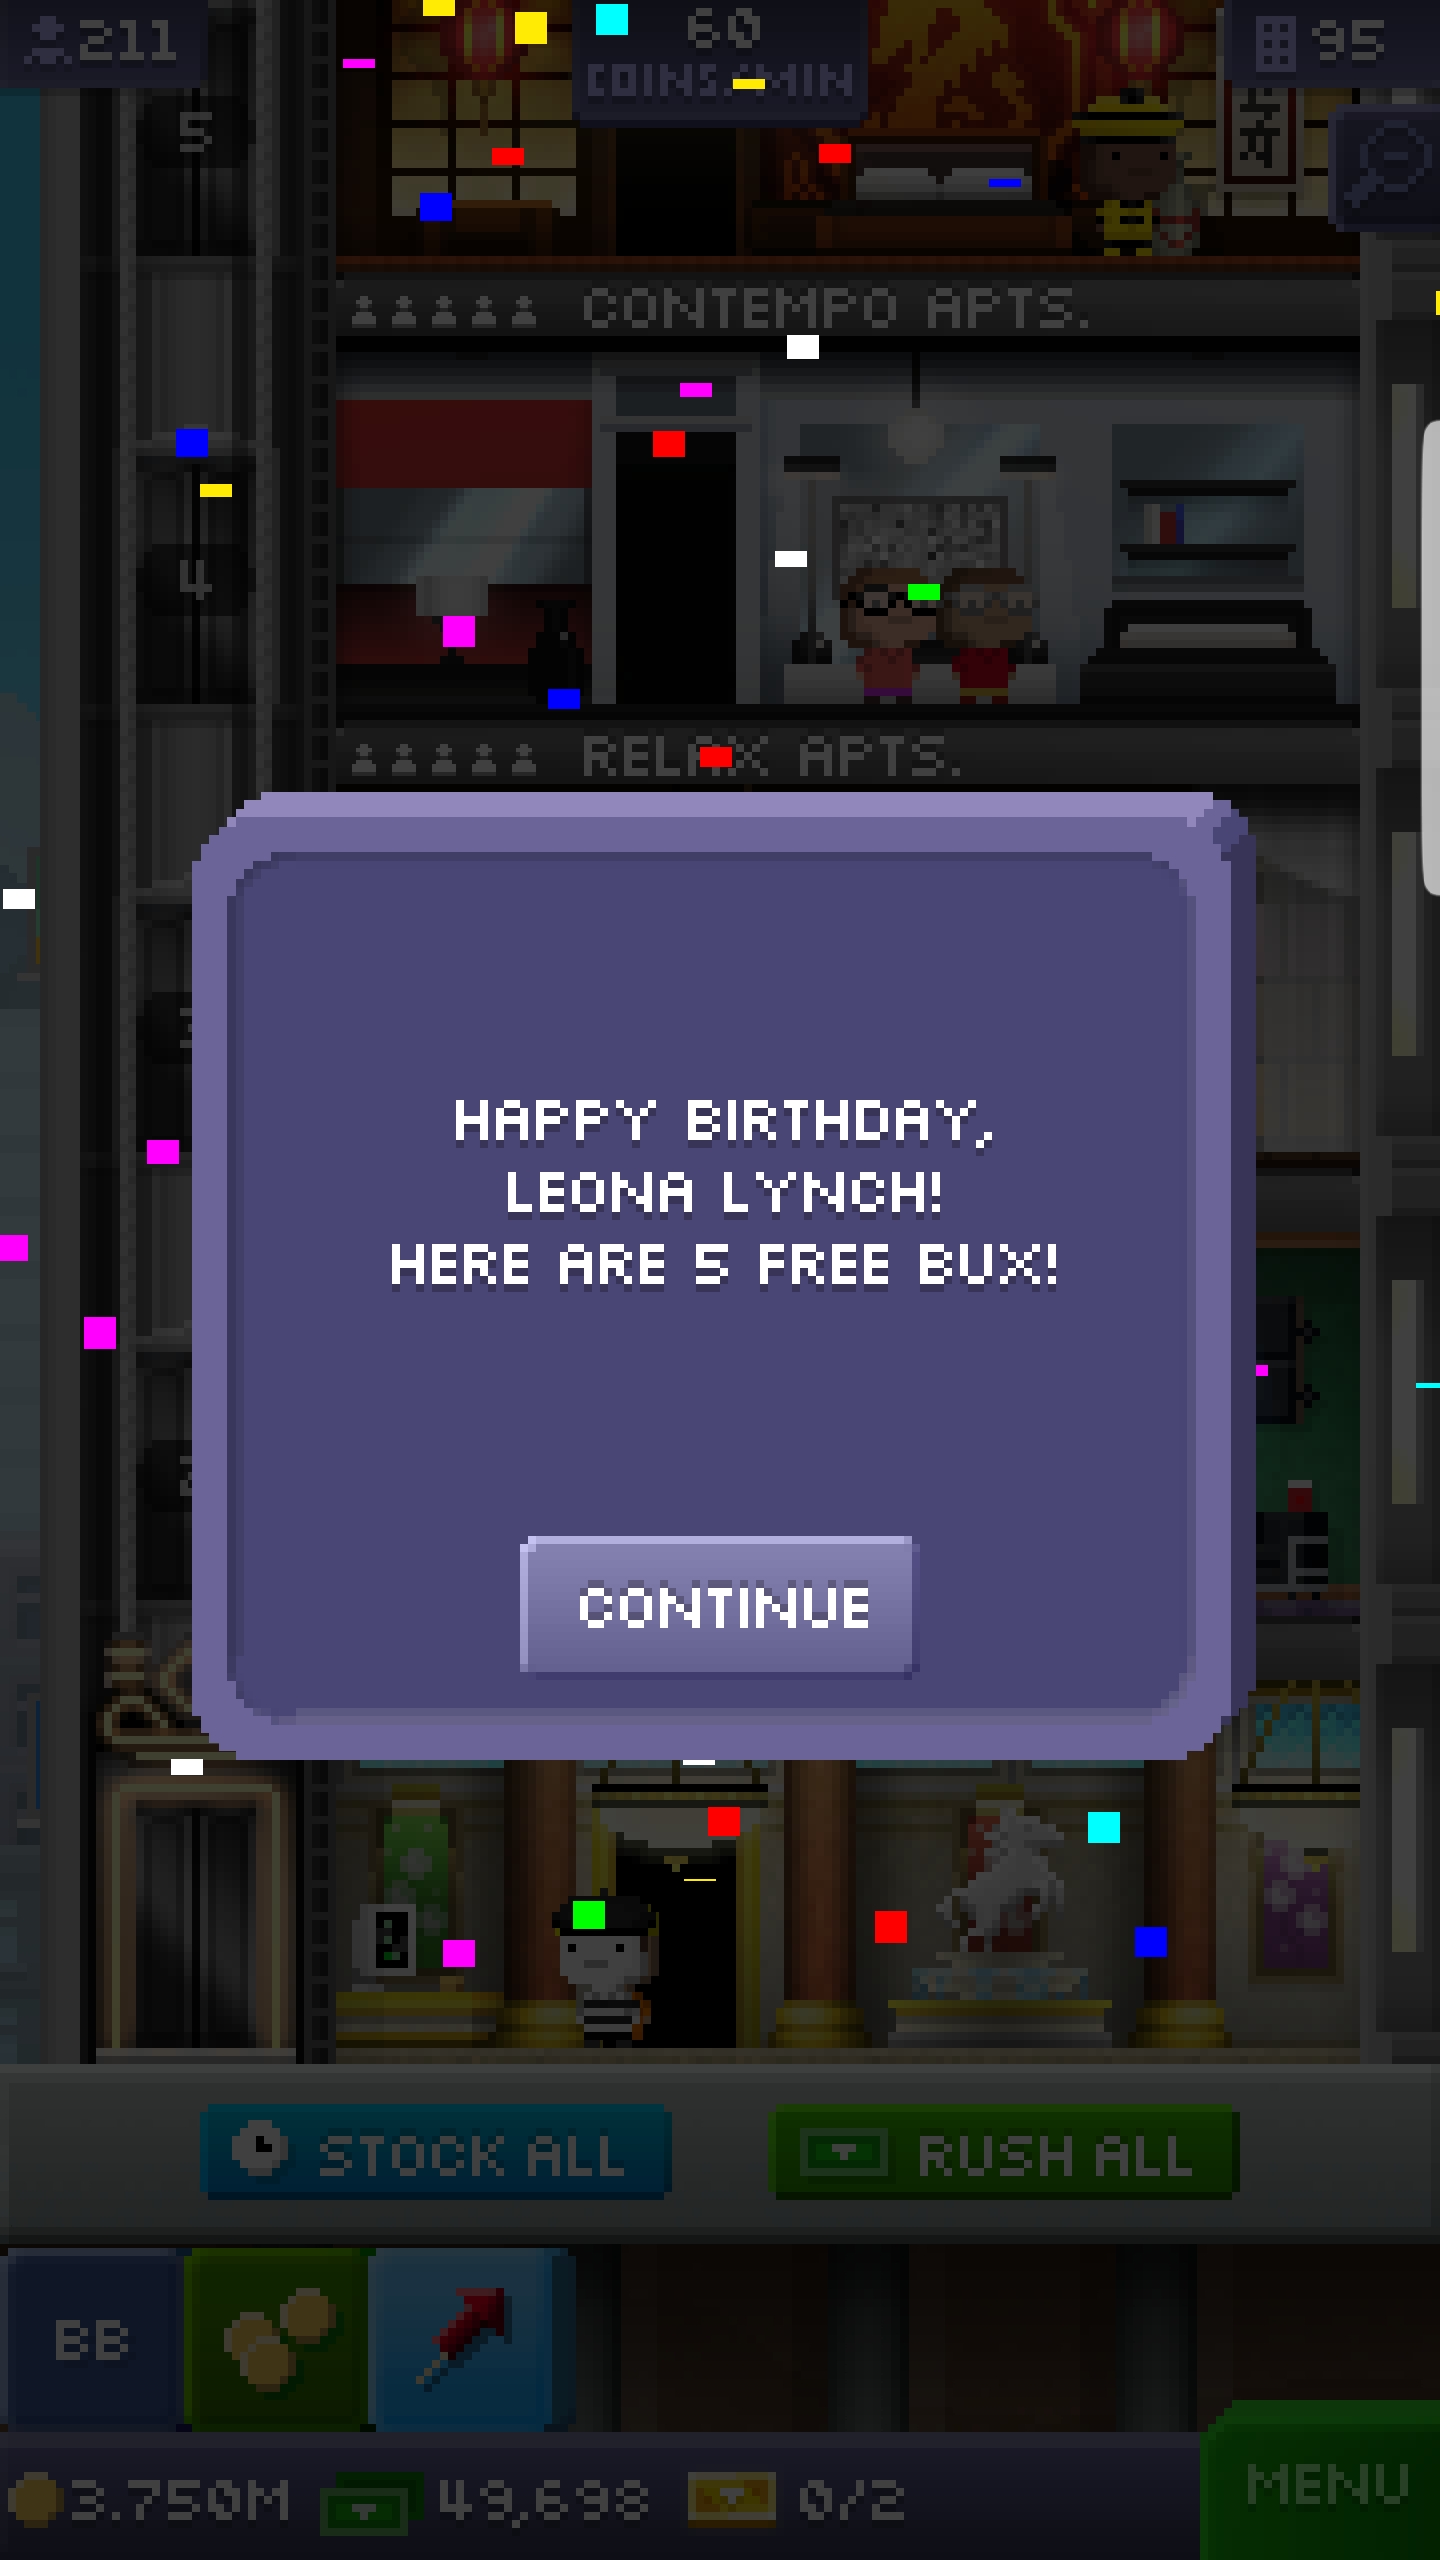 211
60
COINS/MIN
95
5
CONTEMPO APTS.
4
RELAX APTS.
HAPPY BIRTHDAY,
LEONA LYNCH!
HERE ARE 5 FREE BUX!
CONTINUE
STOCK ALL
RUSH ALL
BB
3.750M
49,698
0/2
MENU